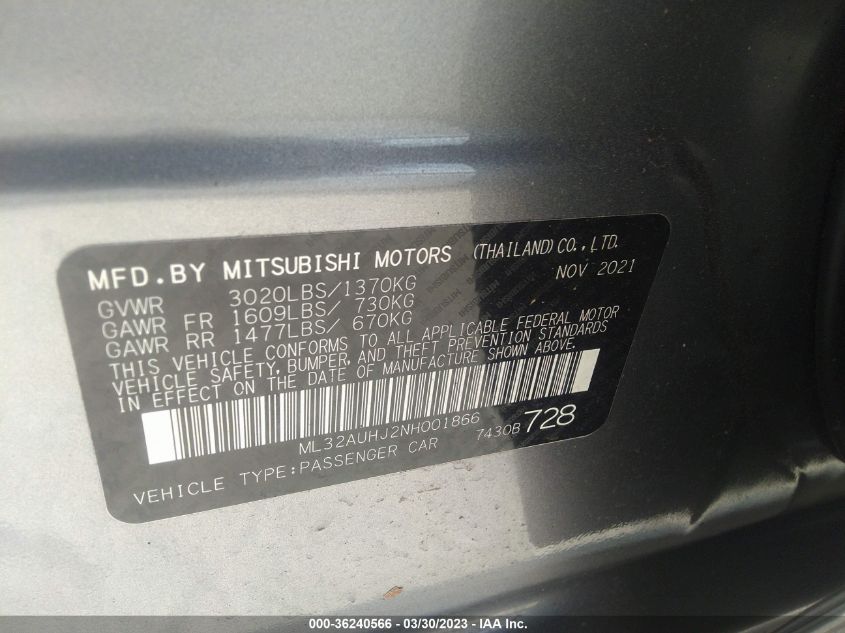 MFD.BY MITSUBISHI MOTORS (THAILAND) CO.,LTD.
NOV 2021
GVWR 3020LBS/1370KG
GAWR FR 1609LBS/ 730KG
GAWR RR 1477LBS/ 670KG
THIS VEHICLE CONFORMS TO ALL APPLICABLE FEDERAL MOTOR
VEHICLE SAFETY, BUMPER, AND THEFT PREVENTION STANDARDS
IN EFFECT ON THE DATE OF MANUFACTURE SHOWN ABOVE.
ML32AUHJ2NH001866
7430B 728
VEHICLE TYPE:PASSENGER CAR
000-36240566 — 03/30/2023 — IAA Inc.